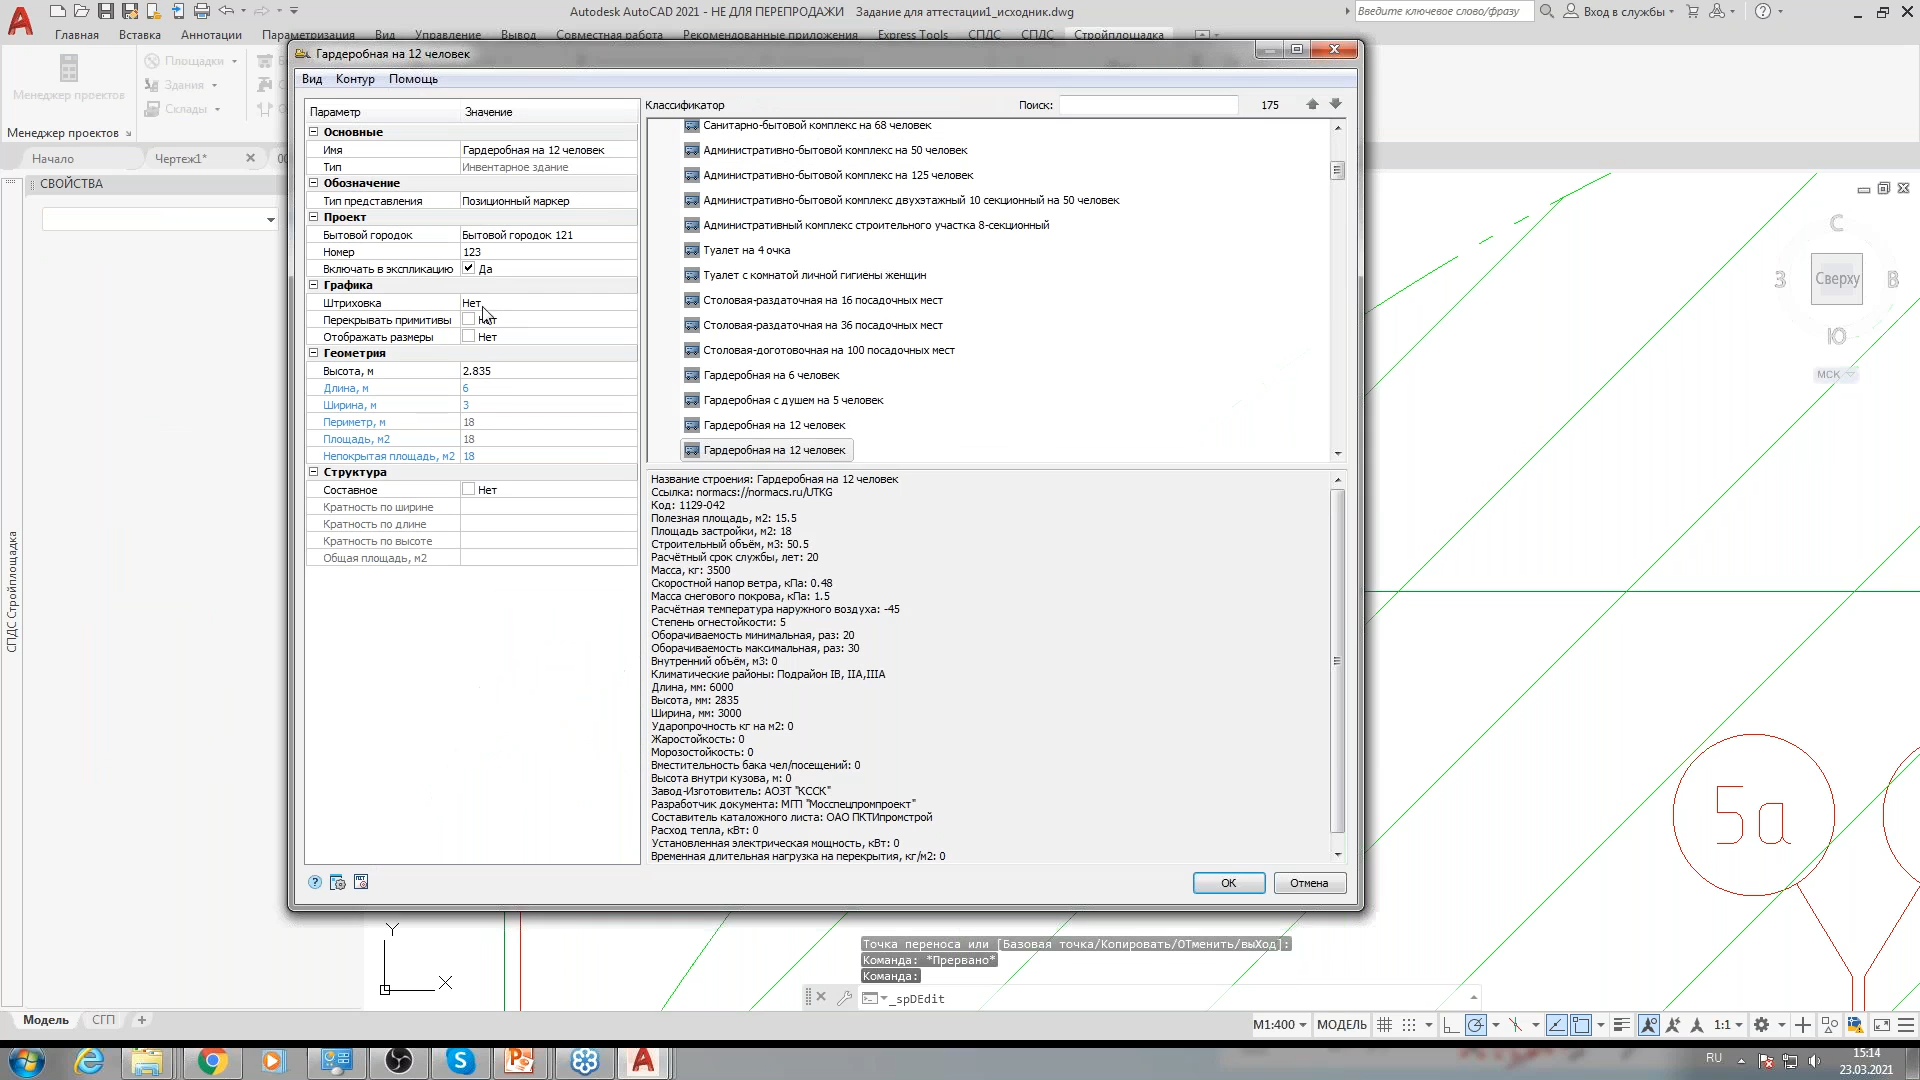 Autodesk AutoCAD 2021 - НЕ ДЛЯ ПЕРЕПРОДАЖИ Задание для аттестации1_исходник.dwg
Введите ключевое слово/фразу
Вход в службы
Главная Вставка Аннотации Параметризация Вид Управление Вывод Совместная работа Рекомендованные приложения Express Tools СПДС СПДС Стройплощадка
Площадки
Здания
Склады
Менеджер проектов
Менеджер проектов
Начало
Чертеж1*
СВОЙСТВА
СПДС Стройплощадка
Гардеробная на 12 человек
Вид Контур Помощь
Параметр Значение
Основные
Имя Гардеробная на 12 человек
Тип Инвентарное здание
Обозначение
Тип представления Позиционный маркер
Проект
Бытовой городок Бытовой городок 121
Номер 123
Включать в экспликацию Да
Графика
Штриховка Нет
Перекрывать примитивы Нет
Отображать размеры Нет
Геометрия
Высота, м 2.835
Длина, м 6
Ширина, м 3
Периметр, м 18
Площадь, м2 18
Непокрытая площадь, м2 18
Структура
Составное Нет
Кратность по ширине
Кратность по длине
Кратность по высоте
Общая площадь, м2
Классификатор Поиск: 175
Санитарно-бытовой комплекс на 68 человек
Административно-бытовой комплекс на 50 человек
Административно-бытовой комплекс на 125 человек
Административно-бытовой комплекс двухэтажный 10 секционный на 50 человек
Административный комплекс строительного участка 8-секционный
Туалет на 4 очка
Туалет с комнатой личной гигиены женщин
Столовая-раздаточная на 16 посадочных мест
Столовая-раздаточная на 36 посадочных мест
Столовая-доготовочная на 100 посадочных мест
Гардеробная на 6 человек
Гардеробная с душем на 5 человек
Гардеробная на 12 человек
Гардеробная на 12 человек
Название строения: Гардеробная на 12 человек
Ссылка: normacs://normacs.ru/UTKG
Код: 1129-042
Полезная площадь, м2: 15.5
Площадь застройки, м2: 18
Строительный объём, м3: 50.5
Расчётный срок службы, лет: 20
Масса, кг: 3500
Скоростной напор ветра, кПа: 0.48
Масса снегового покрова, кПа: 1.5
Расчётная температура наружного воздуха: -45
Степень огнестойкости: 5
Оборачиваемость минимальная, раз: 20
Оборачиваемость максимальная, раз: 30
Внутренний объём, м3: 0
Климатические районы: Подрайон IВ, IIА,IIIА
Длина, мм: 6000
Высота, мм: 2835
Ширина, мм: 3000
Ударопрочность кг на м2: 0
Жаростойкость: 0
Морозостойкость: 0
Вместительность бака чел/посещений: 0
Высота внутри кузова, м: 0
Завод-Изготовитель: АОЗТ "КССК"
Разработчик документа: МГП "Мосспецпромпроект"
Составитель каталожного листа: ОАО ПКТИпромстрой
Расход тепла, кВт: 0
Установленная электрическая мощность, кВт: 0
Временная длительная нагрузка на перекрытия, кг/м2: 0
ОК Отмена
С
З Сверху В
Ю
МСК
5а
Y
X
Точка переноса или [Базовая точка/Копировать/ОТменить/выХод]:
Команда: *Прервано*
Команда:
_spDEdit
Модель СГП +
М1:400 МОДЕЛЬ 1:1
RU
15:14
23.03.2021